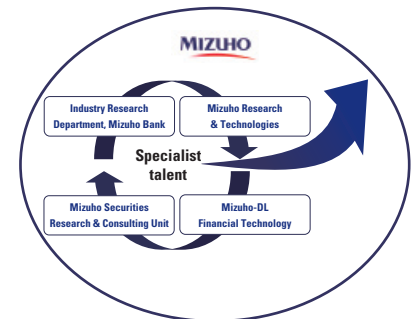 MIZUHO
Industry Research
Department, Mizuho Bank
Mizuho Research
& Technologies
Specialist
talent
Mizuho Securities
Research & Consulting Unit
Mizuho-DL
Financial Technology